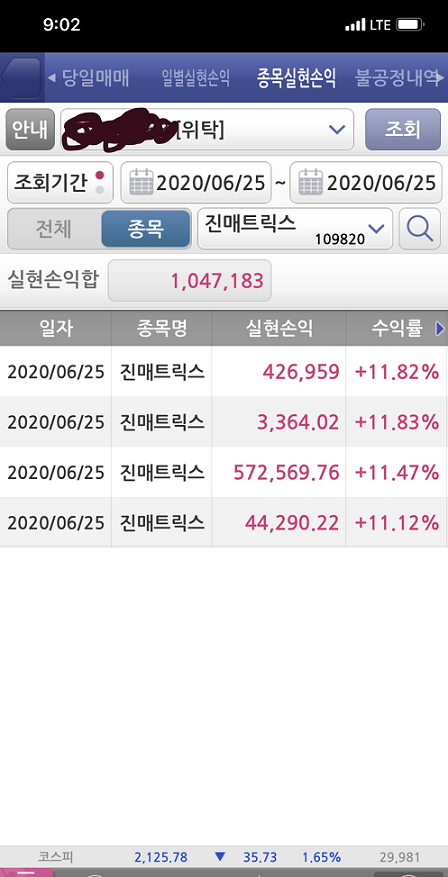 9:02 LTE
당일매매 일별실현손익 종목실현손익 불공정내역
안내 [위탁] 조회
조회기간 2020/06/25 ~ 2020/06/25
전체 종목 진매트릭스 109820
실현손익합 1,047,183
일자 종목명 실현손익 수익률
2020/06/25 진매트릭스 426,959 +11.82%
2020/06/25 진매트릭스 3,364.02 +11.83%
2020/06/25 진매트릭스 572,569.76 +11.47%
2020/06/25 진매트릭스 44,290.22 +11.12%
코스피 2,125.78 ▼ 35.73 1.65% 29,981